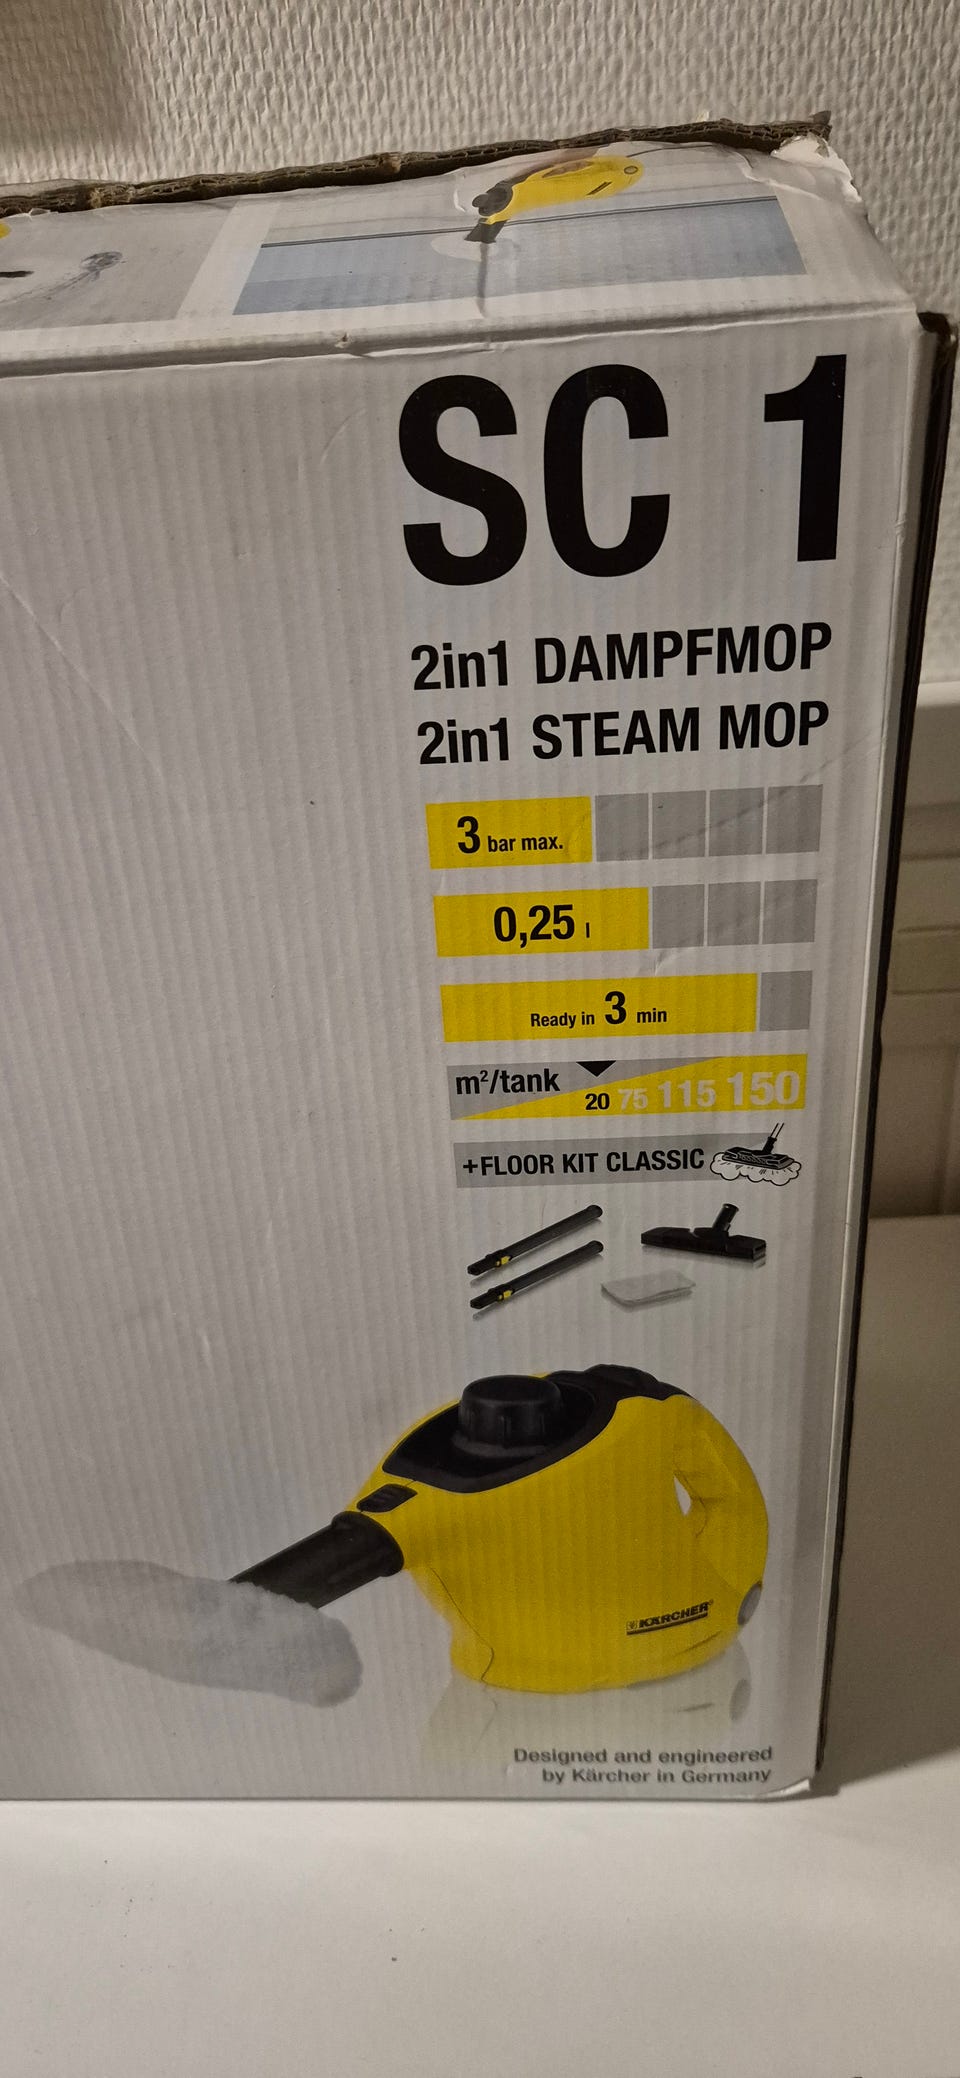 SC 1
2in1 DAMPFMOP
2in1 STEAM MOP
3 bar max.
0,25 l
Ready in 3 min
m²/tank
20 75 115 150
+FLOOR KIT CLASSIC
KÄRCHER®
Designed and engineered
by Kärcher in Germany